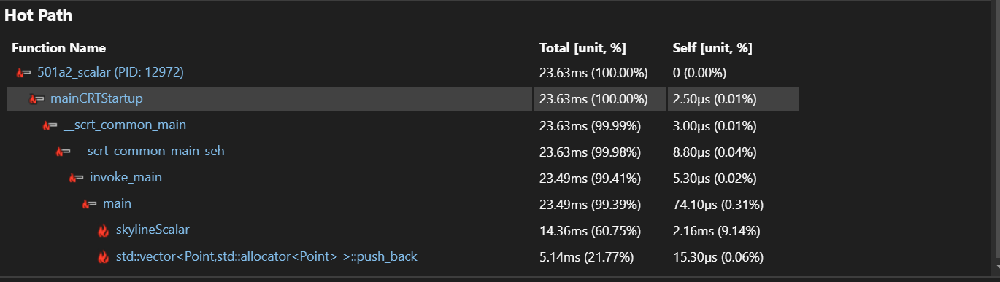 Hot Path
Function Name Total [unit, %] Self [unit, %]
501a2_scalar (PID: 12972) 23.63ms (100.00%) 0 (0.00%)
mainCRTStartup 23.63ms (100.00%) 2.50µs (0.01%)
__scrt_common_main 23.63ms (99.99%) 3.00µs (0.01%)
__scrt_common_main_seh 23.63ms (99.98%) 8.80µs (0.04%)
invoke_main 23.49ms (99.41%) 5.30µs (0.02%)
main 23.49ms (99.39%) 74.10µs (0.31%)
skylineScalar 14.36ms (60.75%) 2.16ms (9.14%)
std::vector<Point,std::allocator<Point> >::push_back 5.14ms (21.77%) 15.30µs (0.06%)